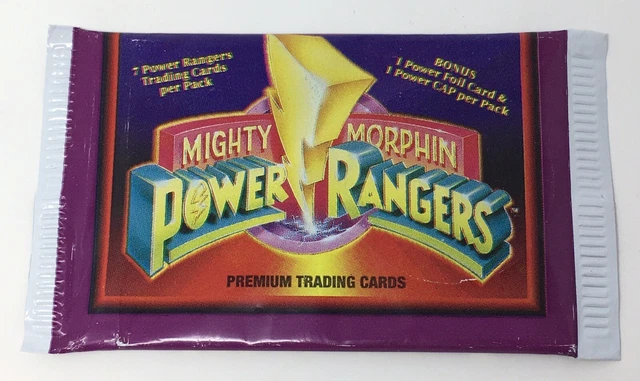 7 Power Rangers
Trading Cards
per Pack
BONUS
1 Power Foil Card &
1 Power CAP per Pack
MIGHTY MORPHIN
POWER RANGERS™
PREMIUM TRADING CARDS